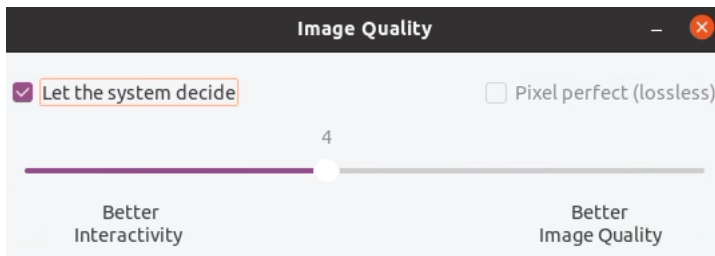 Image Quality
Let the system decide
Pixel perfect (lossless)
4
Better
Interactivity
Better
Image Quality